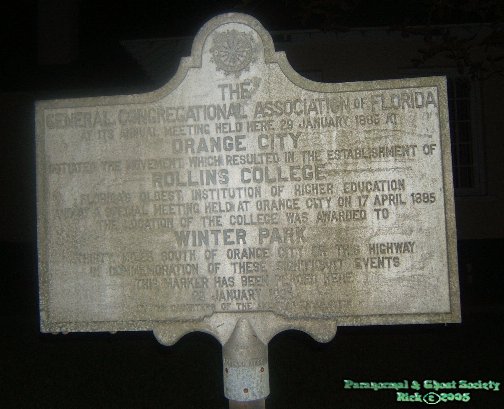 THE
GENERAL CONGREGATIONAL ASSOCIATION OF FLORIDA
AT ITS ANNUAL MEETING HELD HERE 29 JANUARY 1885 AT
ORANGE CITY
INITIATED THE MOVEMENT WHICH RESULTED IN THE ESTABLISHMENT OF
ROLLINS COLLEGE
FLORIDA'S OLDEST INSTITUTION OF HIGHER EDUCATION
AT A SPECIAL MEETING HELD AT ORANGE CITY ON 17 APRIL 1885
THE LOCATION OF THE COLLEGE WAS AWARDED TO
WINTER PARK
THIRTY MILES SOUTH OF ORANGE CITY ON THIS HIGHWAY
IN COMMEMORATION OF THESE SIGNIFICANT EVENTS
THIS MARKER HAS BEEN PLACED HERE
JANUARY
OF THE
Paranormal & Ghost Society
Rick © 2005